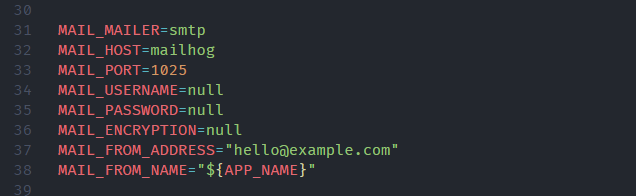 30
31 MAIL_MAILER=smtp
32 MAIL_HOST=mailhog
33 MAIL_PORT=1025
34 MAIL_USERNAME=null
35 MAIL_PASSWORD=null
36 MAIL_ENCRYPTION=null
37 MAIL_FROM_ADDRESS="hello@example.com"
38 MAIL_FROM_NAME="${APP_NAME}"
39